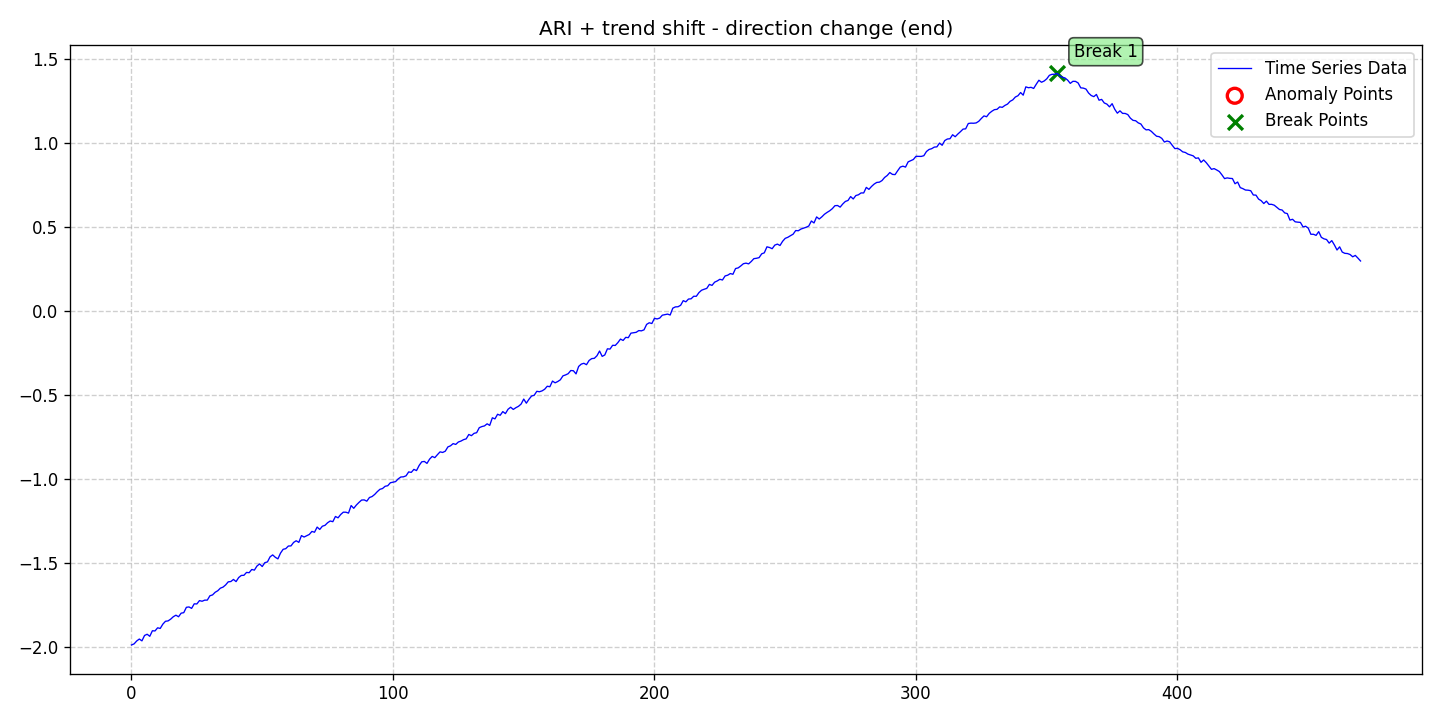 ARI + trend shift - direction change (end)
Break 1
Time Series Data
Anomaly Points
Break Points
1.5
1.0
0.5
0.0
−0.5
−1.0
−1.5
−2.0
0 100 200 300 400